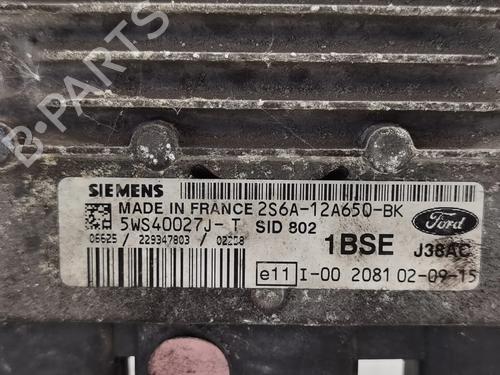 SIEMENS
MADE IN FRANCE 2S6A-12A650-BK
5WS40027J-T SID 802
06625 / 229347803 /
Ford
1BSE J38AC
e11 I-00 2081 02-09-15
B-PARTS